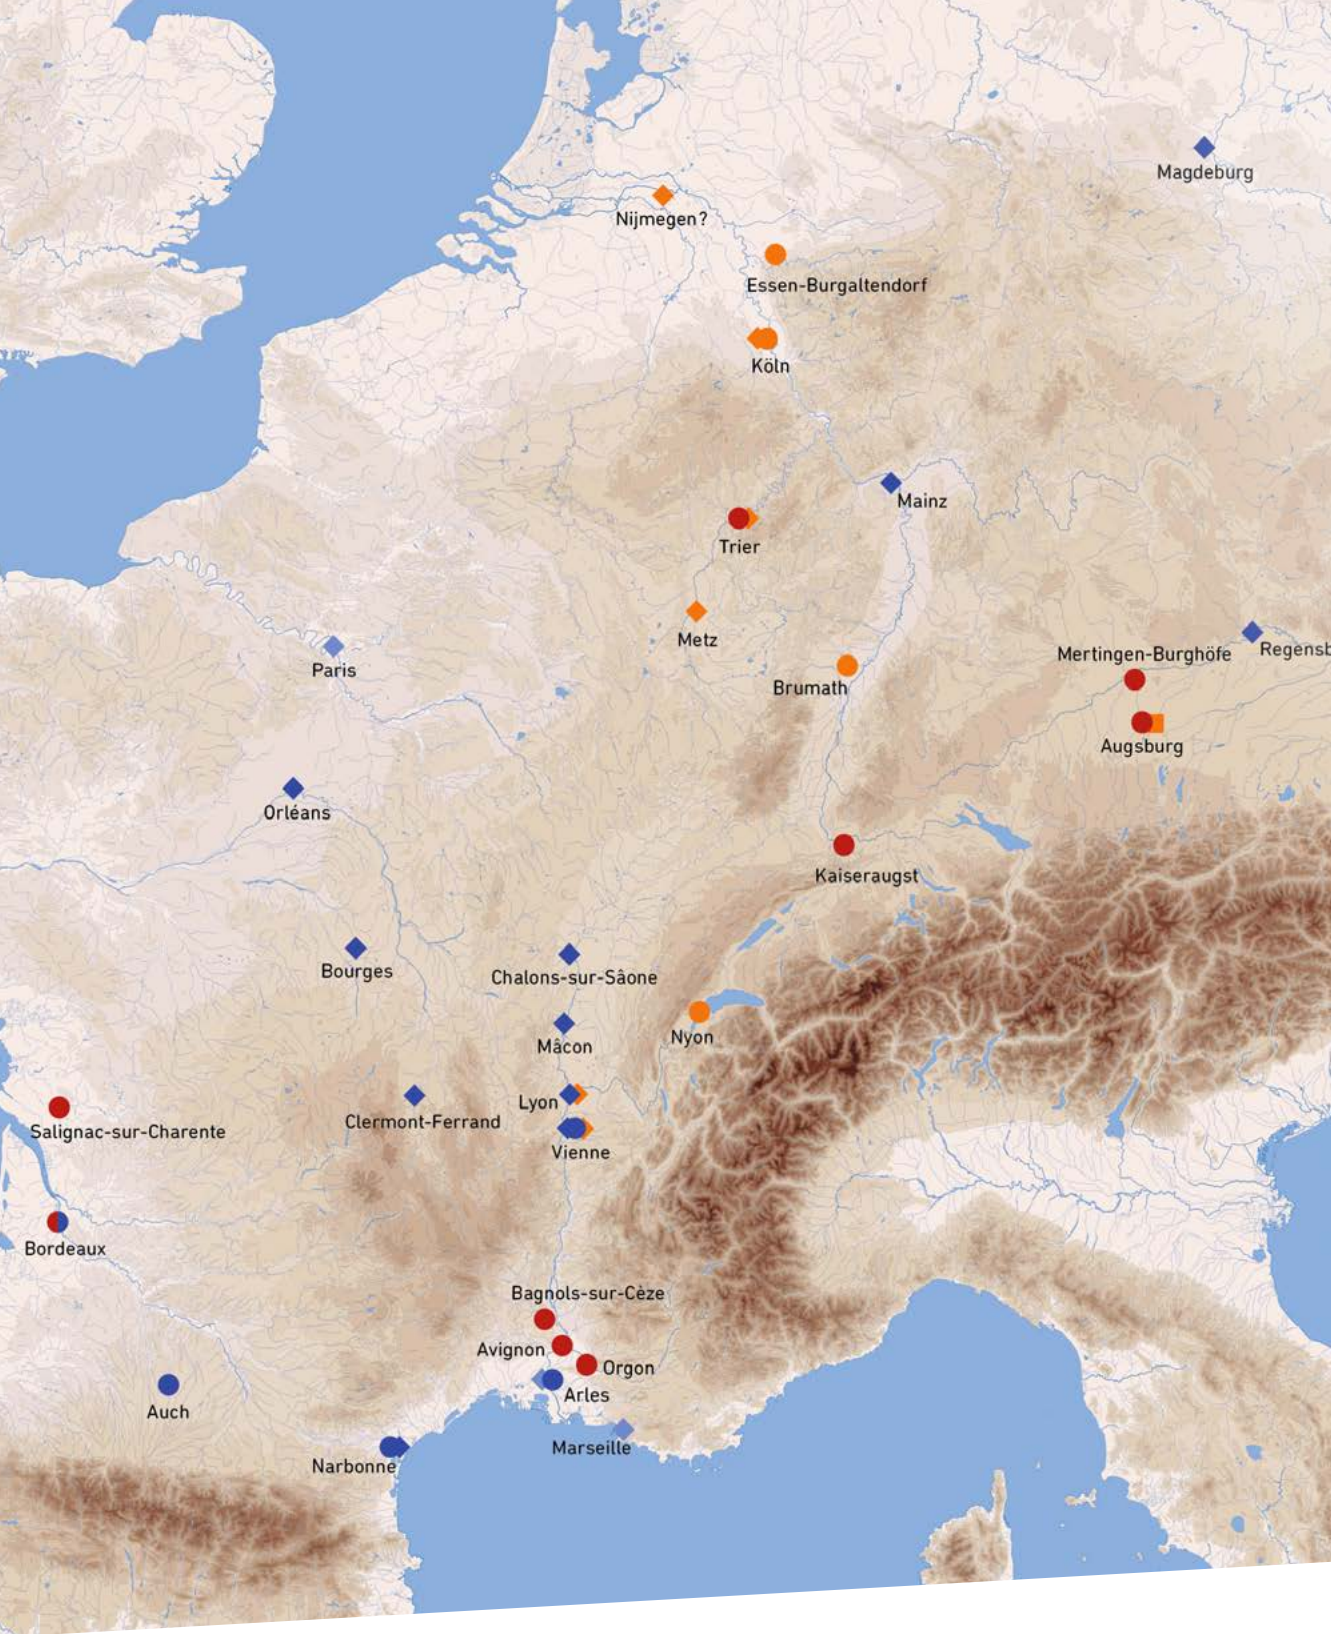 Magdeburg
Nijmegen?
Essen-Burgaltendorf
Köln
Mainz
Trier
Metz
Paris
Mertingen-Burghöfe
Regensb
Brumath
Augsburg
Orléans
Kaiseraugst
Bourges
Chalons-sur-Sâone
Nyon
Mâcon
Lyon
Clermont-Ferrand
Salignac-sur-Charente
Vienne
Bordeaux
Bagnols-sur-Cèze
Avignon
Orgon
Arles
Auch
Marseille
Narbonne